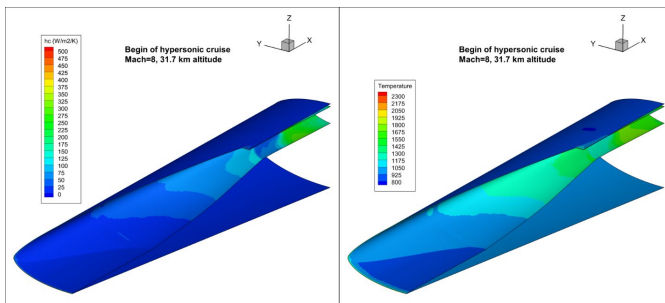 hc (W/m2/K)
500
475
450
425
400
375
350
325
300
275
250
225
200
175
150
125
100
75
50
25
0
Begin of hypersonic cruise
Mach=8, 31.7 km altitude
Z
Y
X
Temperature
2300
2175
2050
1925
1800
1675
1550
1425
1300
1175
1050
925
800
Begin of hypersonic cruise
Mach=8, 31.7 km altitude
Z
Y
X